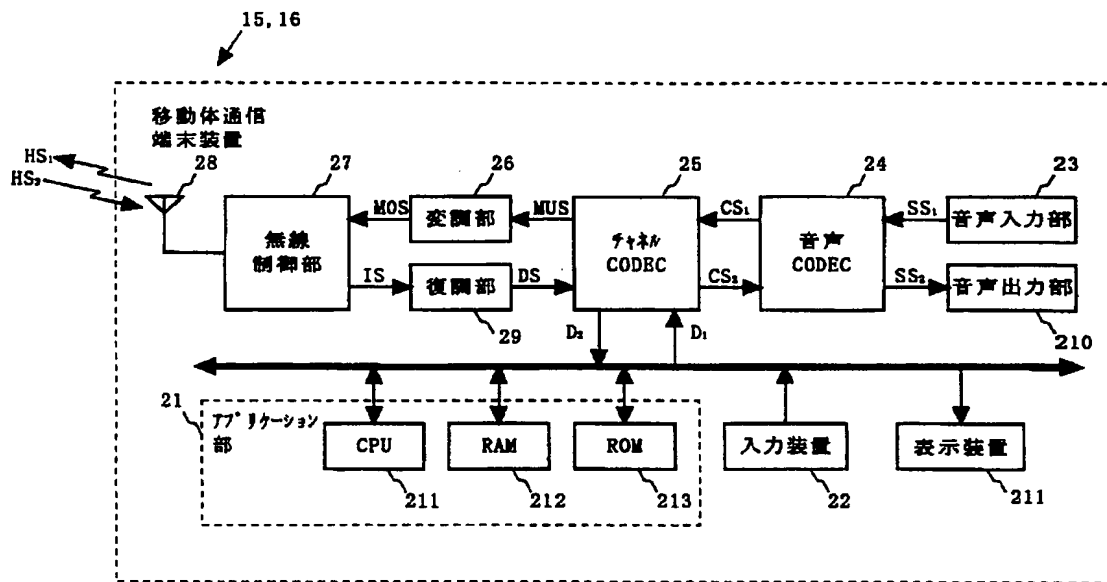 15,16
移動体通信
端末装置
HS₁
HS₂
28
27
26
25
24
23
無線
制御部
MOS
変調部
MUS
チャネル
CODEC
CS₁
音声
CODEC
SS₁
音声入力部
IS
復調部
DS
CS₂
SS₂
音声出力部
29
D₂
D₁
210
21
アプリケーション
部
CPU
RAM
ROM
入力装置
表示装置
211
212
213
22
211